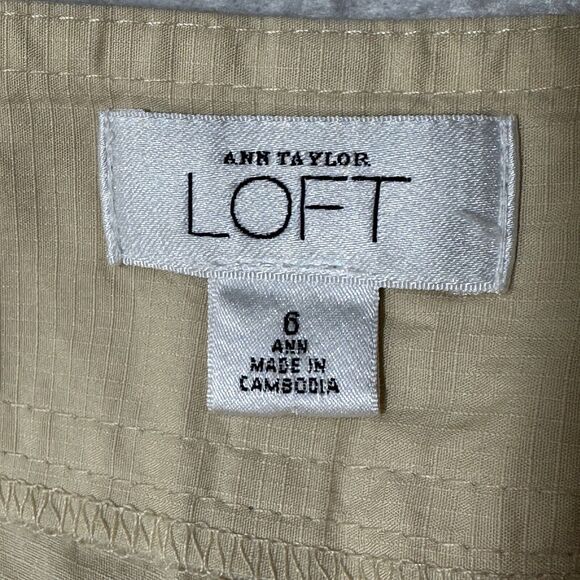 ANN TAYLOR
LOFT
6
ANN
MADE IN
CAMBODIA